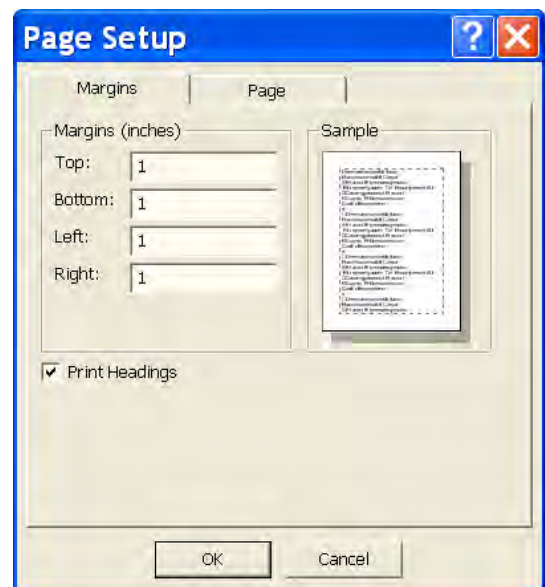 Page Setup
Margins Page
Margins (inches) Sample
Top: 1
Bottom: 1
Left: 1
Right: 1
Print Headings
OK Cancel